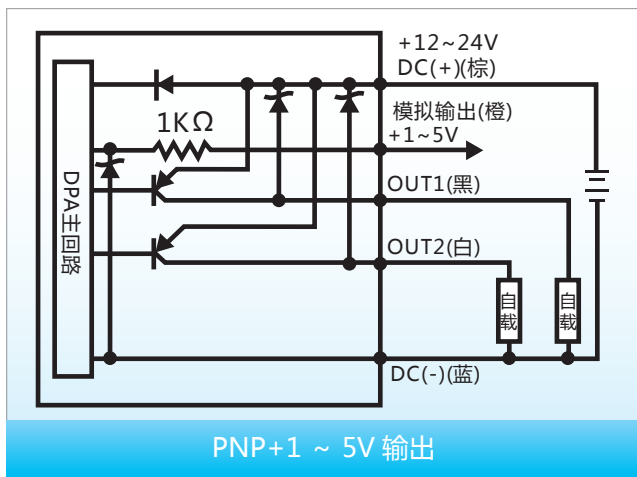 +12~24V
DC(+)(棕)
模拟输出(橙)
+1~5V
1KΩ
OUT1(黑)
DPA主回路
OUT2(白)
自载
自载
DC(-)(蓝)
PNP+1 ~ 5V 输出